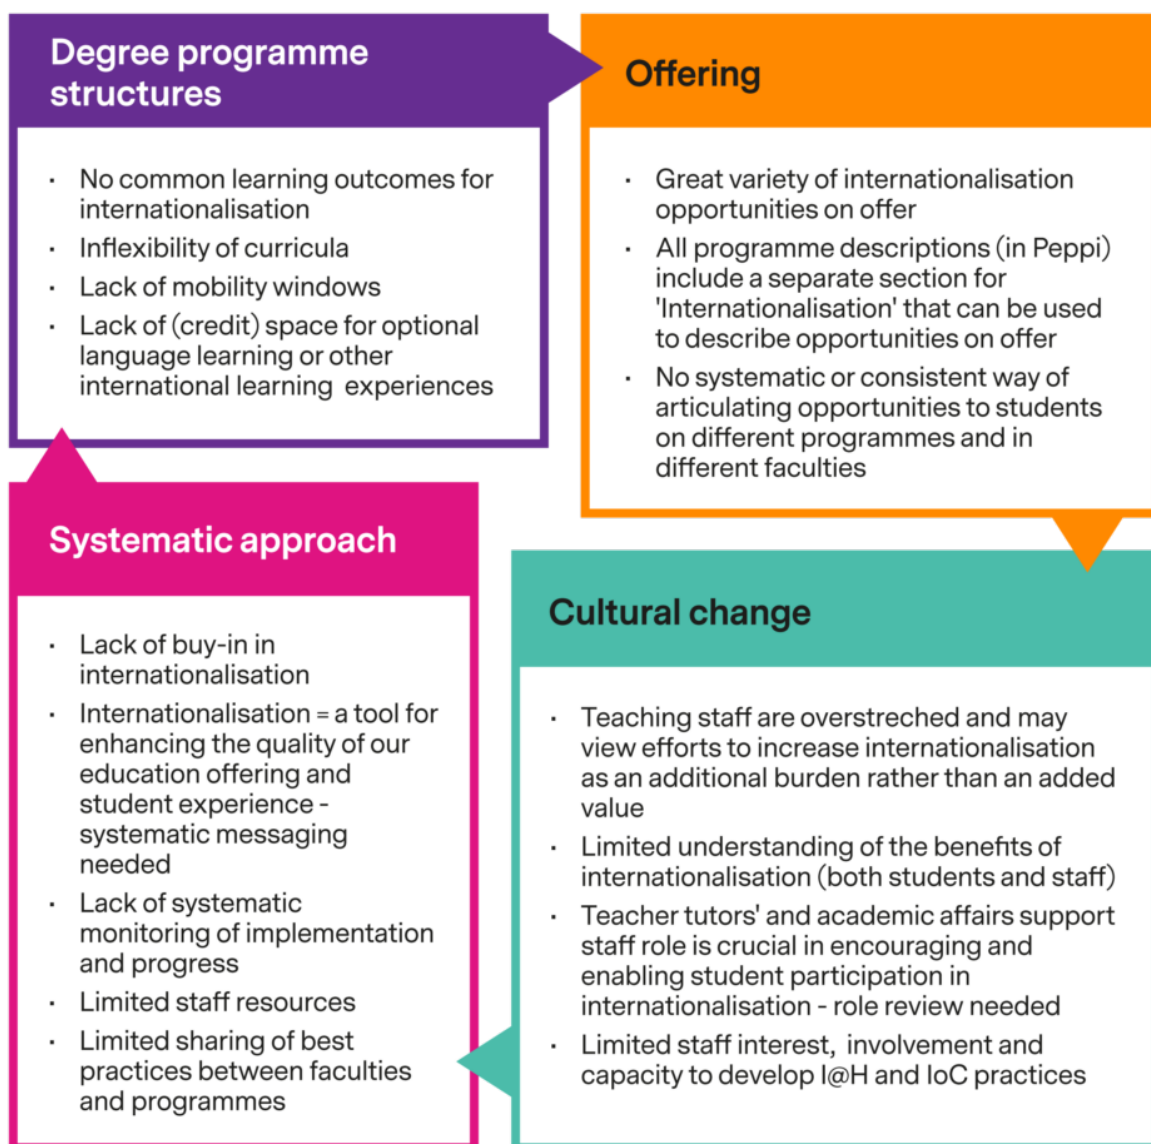 Degree programme
structures
· No common learning outcomes for
internationalisation
· Inflexibility of curricula
· Lack of mobility windows
· Lack of (credit) space for optional
language learning or other
international learning experiences
Offering
· Great variety of internationalisation
opportunities on offer
· All programme descriptions (in Peppi)
include a separate section for
'Internationalisation' that can be used
to describe opportunities on offer
· No systematic or consistent way of
articulating opportunities to students
on different programmes and in
different faculties
Systematic approach
· Lack of buy-in in
internationalisation
· Internationalisation = a tool for
enhancing the quality of our
education offering and
student experience -
systematic messaging
needed
· Lack of systematic
monitoring of implementation
and progress
· Limited staff resources
· Limited sharing of best
practices between faculties
and programmes
Cultural change
· Teaching staff are overstreched and may
view efforts to increase internationalisation
as an additional burden rather than an added
value
· Limited understanding of the benefits of
internationalisation (both students and staff)
· Teacher tutors' and academic affairs support
staff role is crucial in encouraging and
enabling student participation in
internationalisation - role review needed
· Limited staff interest, involvement and
capacity to develop I@H and IoC practices